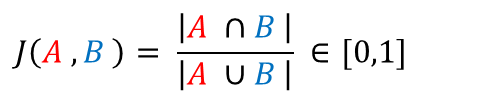 J(A ,B ) = |A ∩ B | / |A ∪ B | ∈ [0,1]